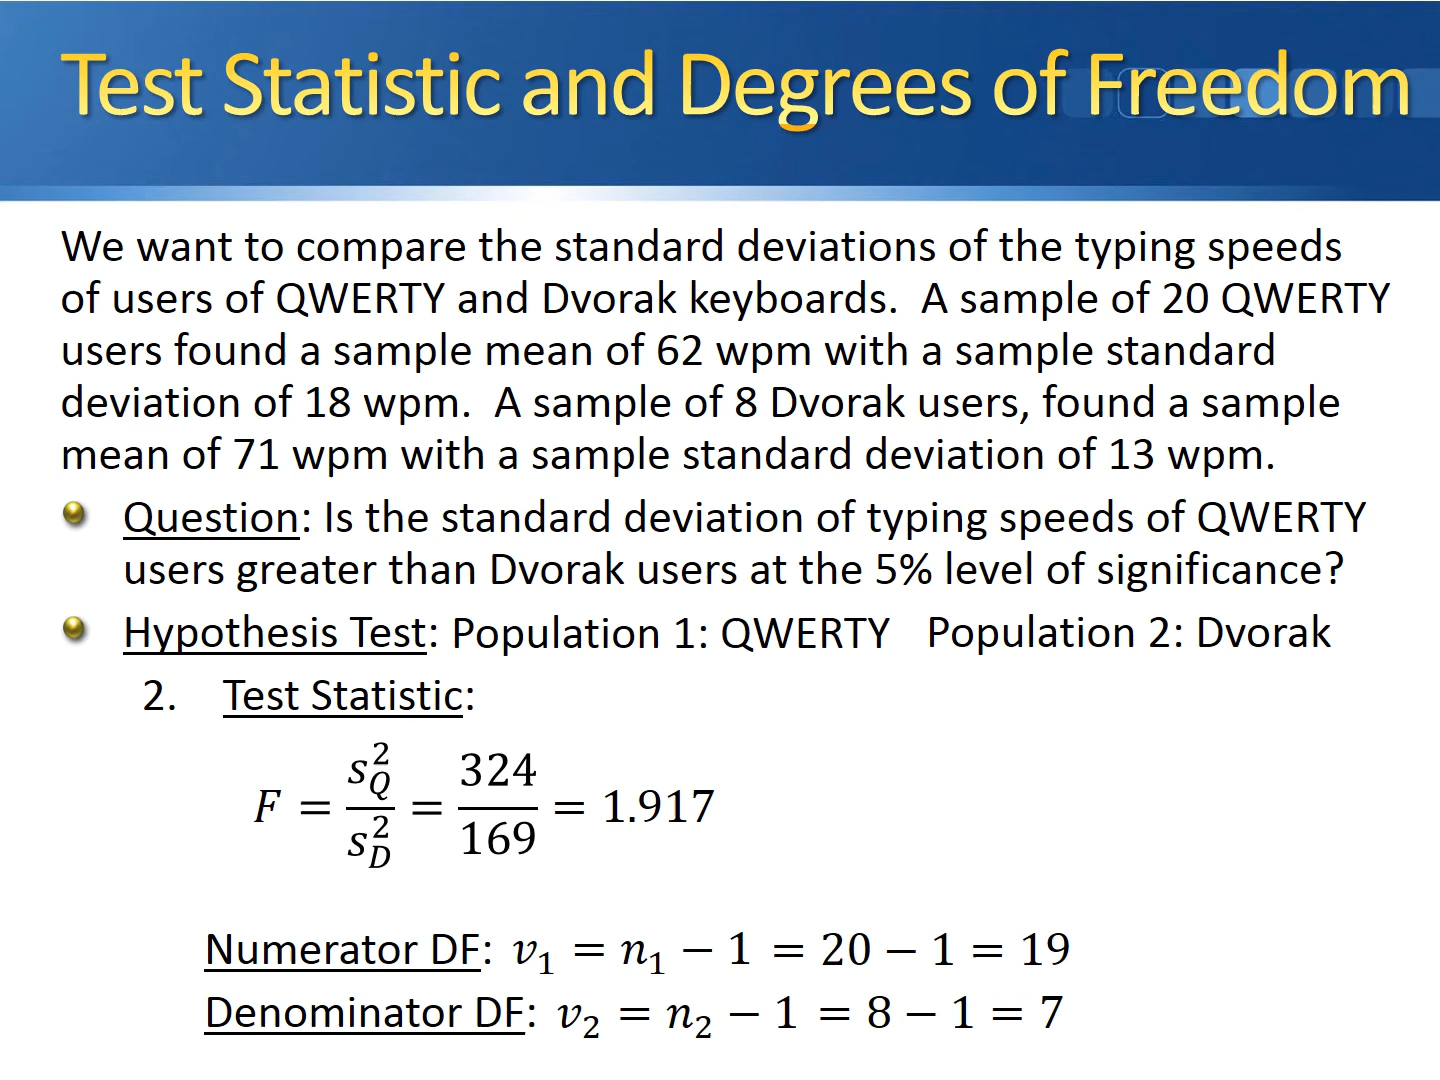 Test Statistic and Degrees of Freedom
We want to compare the standard deviations of the typing speeds
of users of QWERTY and Dvorak keyboards.  A sample of 20 QWERTY
users found a sample mean of 62 wpm with a sample standard
deviation of 18 wpm.  A sample of 8 Dvorak users, found a sample
mean of 71 wpm with a sample standard deviation of 13 wpm.
Question: Is the standard deviation of typing speeds of QWERTY
users greater than Dvorak users at the 5% level of significance?
Hypothesis Test: Population 1: QWERTY   Population 2: Dvorak
2.   Test Statistic:
$F = \frac{s_Q^2}{s_D^2} = \frac{324}{169} = 1.917$
Numerator DF: $v_1 = n_1 - 1 = 20 - 1 = 19$
Denominator DF: $v_2 = n_2 - 1 = 8 - 1 = 7$